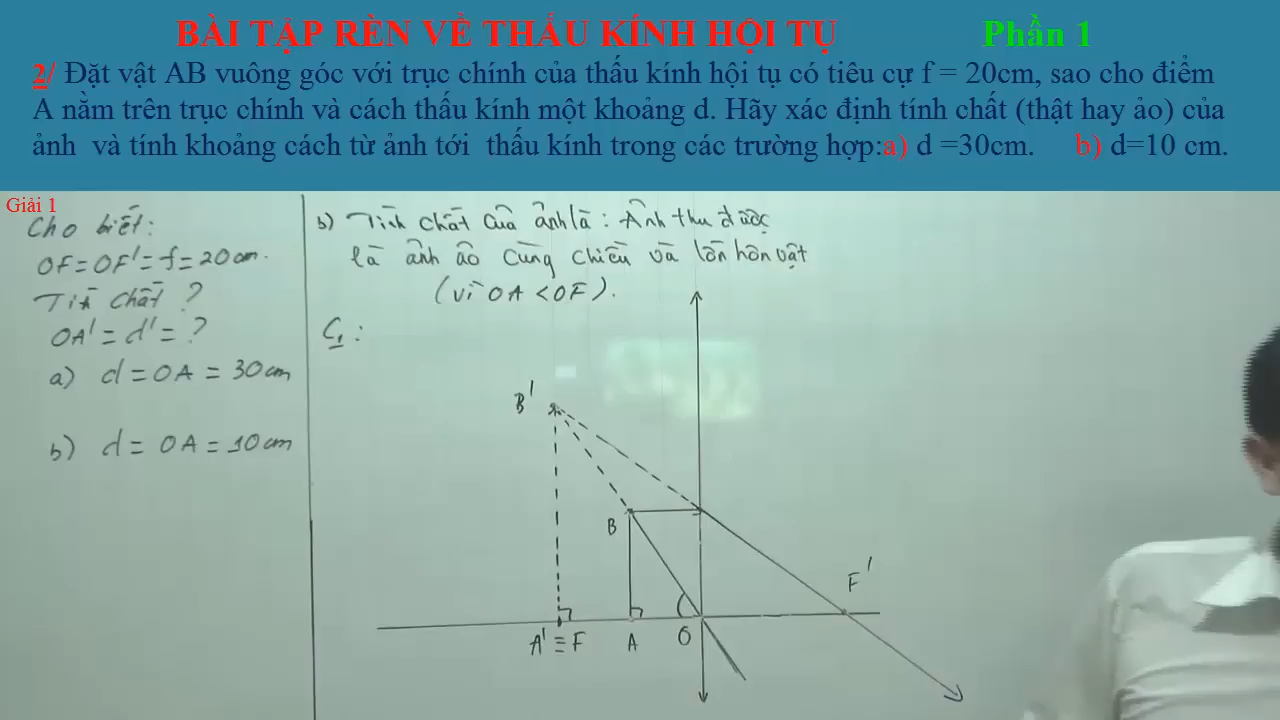 BÀI TẬP RÈN VỀ THẤU KÍNH HỘI TỤ Phần 1
2/ Đặt vật AB vuông góc với trục chính của thấu kính hội tụ có tiêu cự f = 20cm, sao cho điểm
A nằm trên trục chính và cách thấu kính một khoảng d. Hãy xác định tính chất (thật hay ảo) của
ảnh và tính khoảng cách từ ảnh tới thấu kính trong các trường hợp:a) d =30cm. b) d=10 cm.
Giải 1
Cho biết:
OF = OF' = f = 20cm.
Tính chất ?
OA' = d' = ?
a) d = OA = 30cm
b) d = OA = 10cm
b) Tính chất của ảnh là : Ảnh thu được
là ảnh ảo cùng chiều và lớn hơn vật
(vì OA < OF).
C₁ :
B'
B
F'
A' ≡ F A O